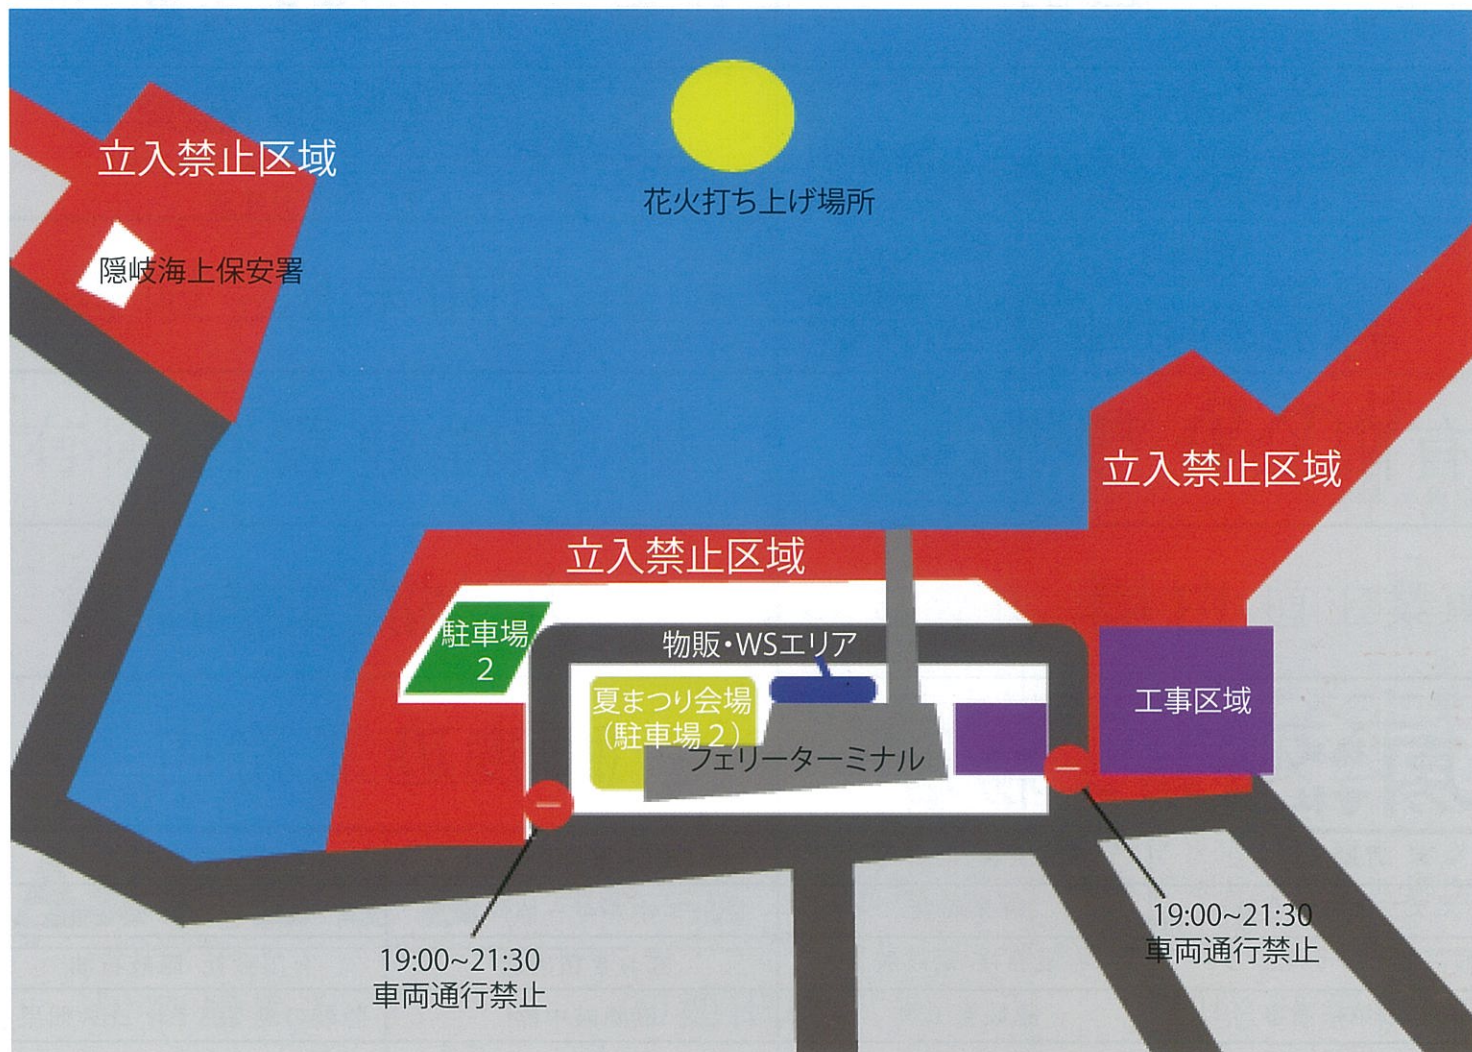 立入禁止区域
花火打ち上げ場所
隠岐海上保安署
立入禁止区域
立入禁止区域
駐車場
2
物販・WSエリア
夏まつり会場
（駐車場２）
フェリーターミナル
工事区域
19:00~21:30
車両通行禁止
19:00~21:30
車両通行禁止